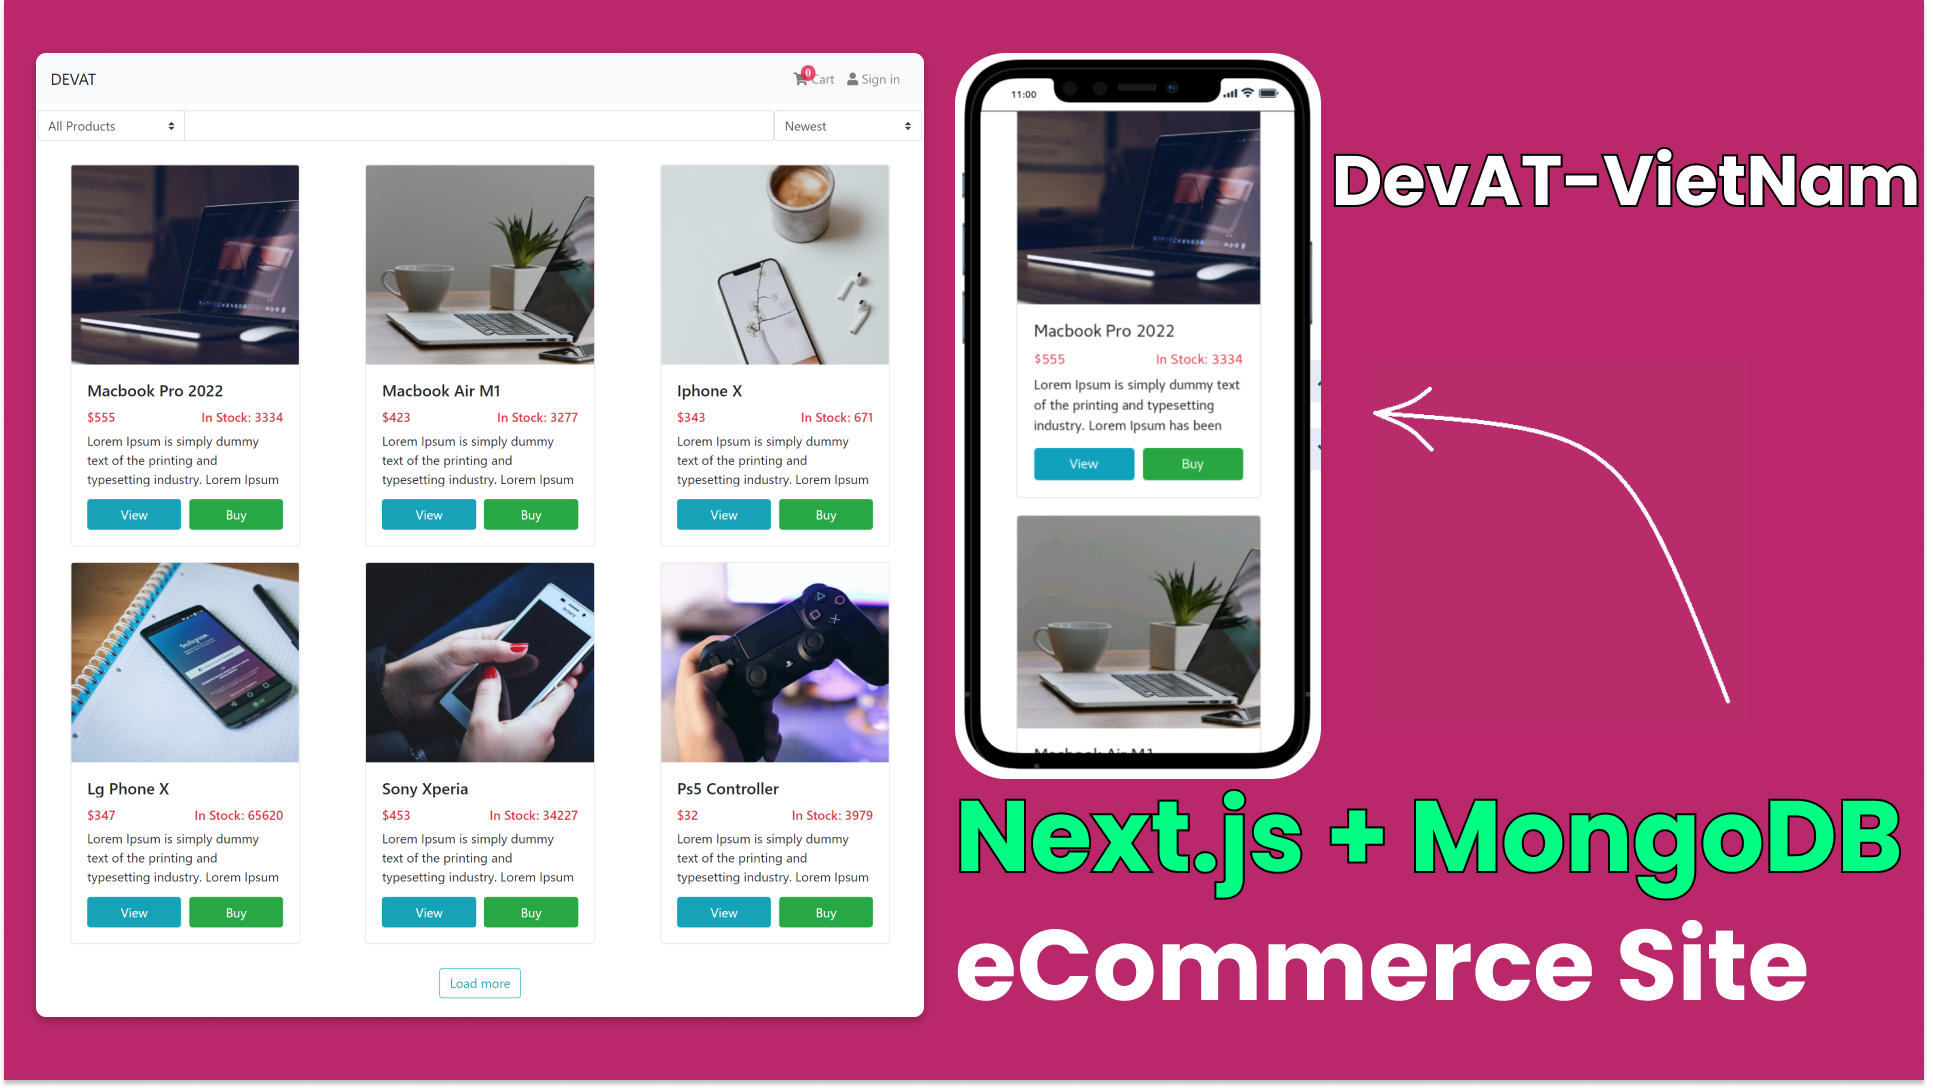 DEVAT
0
Cart
Sign in
All Products
Newest
Macbook Pro 2022
$555 In Stock: 3334
Lorem Ipsum is simply dummy
text of the printing and
typesetting industry. Lorem Ipsum
View Buy
Macbook Air M1
$423 In Stock: 3277
Lorem Ipsum is simply dummy
text of the printing and
typesetting industry. Lorem Ipsum
View Buy
Iphone X
$343 In Stock: 671
Lorem Ipsum is simply dummy
text of the printing and
typesetting industry. Lorem Ipsum
View Buy
Instagram
Lg Phone X
$347 In Stock: 65620
Lorem Ipsum is simply dummy
text of the printing and
typesetting industry. Lorem Ipsum
View Buy
SONY
Sony Xperia
$453 In Stock: 34227
Lorem Ipsum is simply dummy
text of the printing and
typesetting industry. Lorem Ipsum
View Buy
Ps5 Controller
$32 In Stock: 3979
Lorem Ipsum is simply dummy
text of the printing and
typesetting industry. Lorem Ipsum
View Buy
Load more
11:00
Macbook Pro 2022
$555 In Stock: 3334
Lorem Ipsum is simply dummy text
of the printing and typesetting
industry. Lorem Ipsum has been
View Buy
Macbook Air M1
DevAT-VietNam
Next.js + MongoDB
eCommerce Site